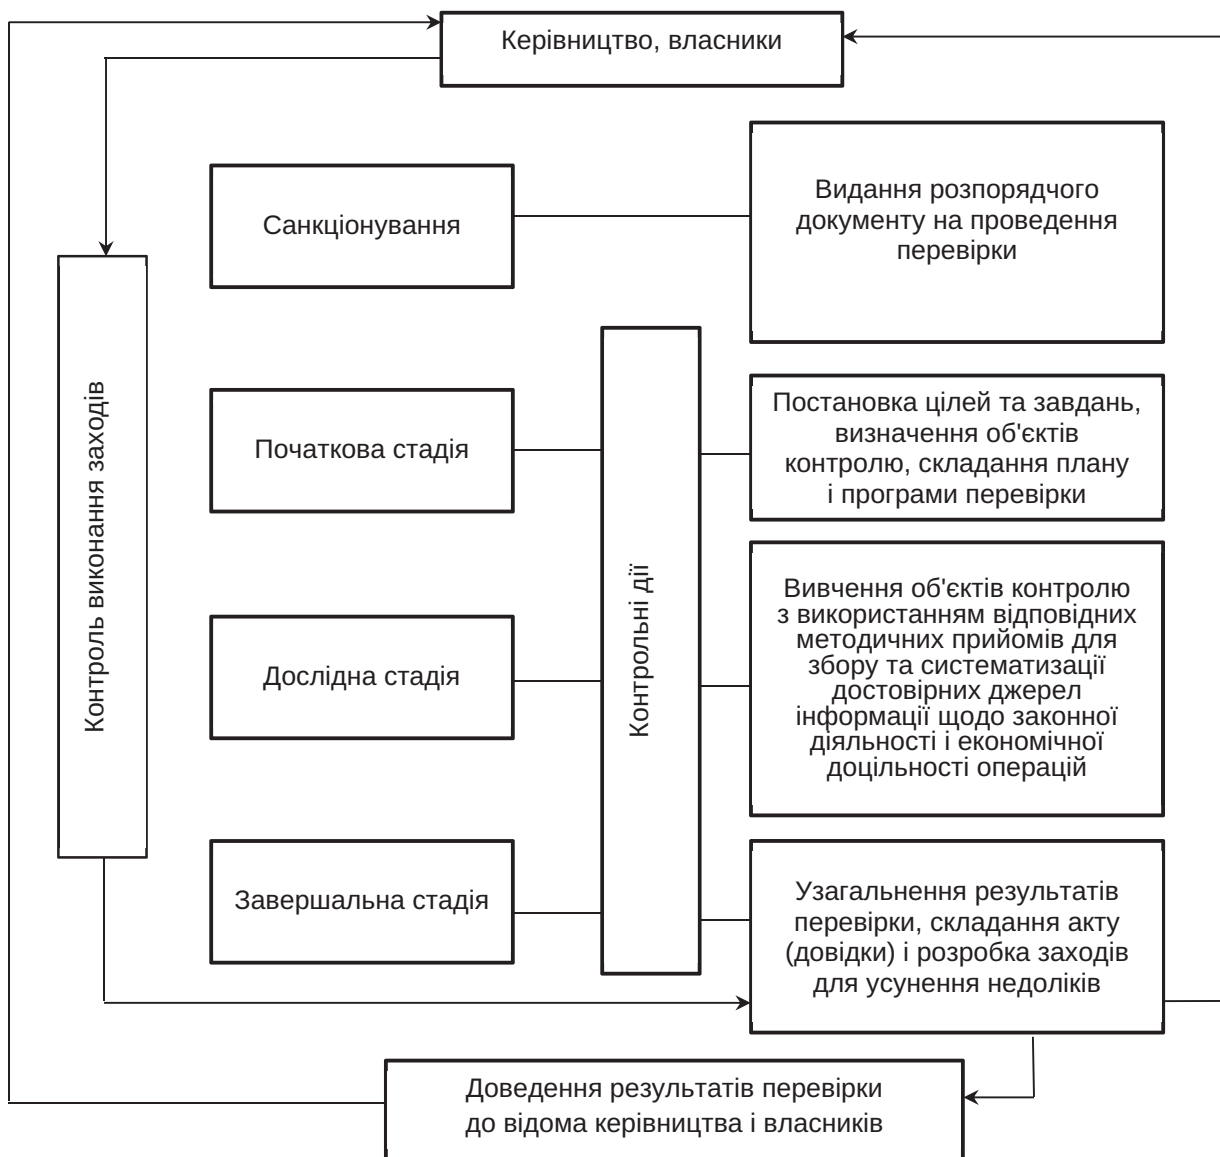 Керівництво, власники
Санкціонування
Видання розпорядчого
документу на проведення
перевірки
Контроль виконання заходів
Початкова стадія
Контрольні дії
Постановка цілей та завдань,
визначення об'єктів
контролю, складання плану
і програми перевірки
Дослідна стадія
Вивчення об'єктів контролю
з використанням відповідних
методичних прийомів для
збору та систематизації
достовірних джерел
інформації щодо законної
діяльності і економічної
доцільності операцій
Завершальна стадія
Узагальнення результатів
перевірки, складання акту
(довідки) і розробка заходів
для усунення недоліків
Доведення результатів перевірки
до відома керівництва і власників